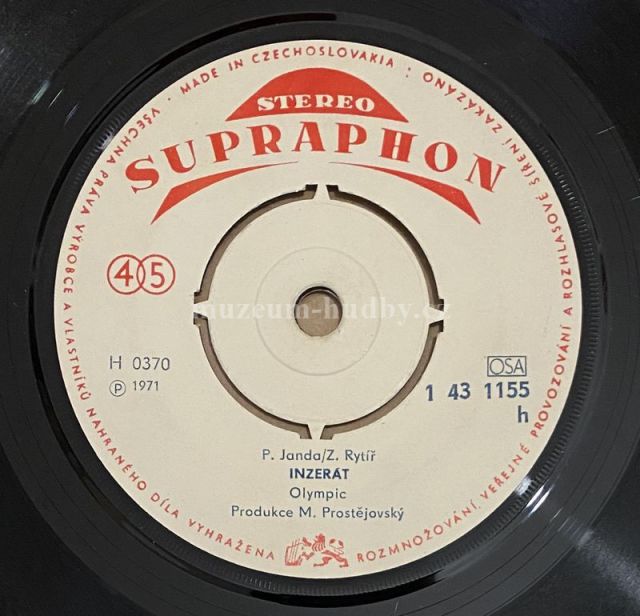 VŠECHNA PRÁVA VÝROBCE A VLASTNÍKŮ NAHRANÉHO DÍLA VYHRAŽENA
ROZMNOŽOVÁNÍ, VEŘEJNÉ PROVOZOVÁNÍ A ROZHLASOVÉ ŠÍŘENÍ ZAKÁZÁNO :
· MADE IN CZECHOSLOVAKIA
STEREO
SUPRAPHON
45
muzeum-hudby.cz
H 0370
Ⓟ 1971
OSA
1 43 1155
h
P. Janda/Z. Rytíř
INZERÁT
Olympic
Produkce M. Prostějovský